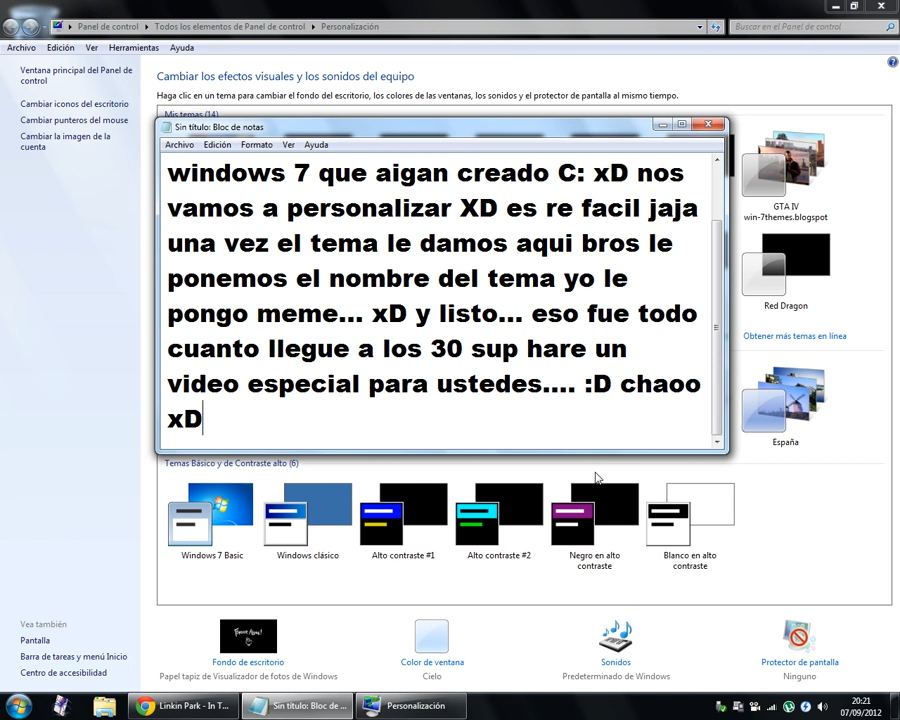 Panel de control
Todos los elementos de Panel de control
Personalización
Buscar en el Panel de control
Archivo Edición Ver Herramientas Ayuda
Ventana principal del Panel de
control
Cambiar iconos del escritorio
Cambiar punteros del mouse
Cambiar la imagen de la
cuenta
Cambiar los efectos visuales y los sonidos del equipo
Haga clic en un tema para cambiar el fondo del escritorio, los colores de las ventanas, los sonidos y el protector de pantalla al mismo tiempo.
Mis temas (14)
Sin título: Bloc de notas
Archivo Edición Formato Ver Ayuda
windows 7 que aigan creado C: xD nos
vamos a personalizar XD es re facil jaja
una vez el tema le damos aqui bros le
ponemos el nombre del tema yo le
pongo meme... xD y listo... eso fue todo
cuanto llegue a los 30 sup hare un
video especial para ustedes.... :D chaoo
xD
GTA IV
win-7themes.blogspot
Red Dragon
Obtener más temas en línea
España
Temas Básico y de Contraste alto (6)
Windows 7 Basic
Windows clásico
Alto contraste #1
Alto contraste #2
Negro en alto
contraste
Blanco en alto
contraste
Vea también
Pantalla
Barra de tareas y menú Inicio
Centro de accesibilidad
Fondo de escritorio
Papel tapiz de Visualizador de fotos de Windows
Color de ventana
Cielo
Sonidos
Predeterminado de Windows
Protector de pantalla
Ninguno
Linkin Park - In T...
Sin título: Bloc de ...
Personalización
20:21
07/09/2012